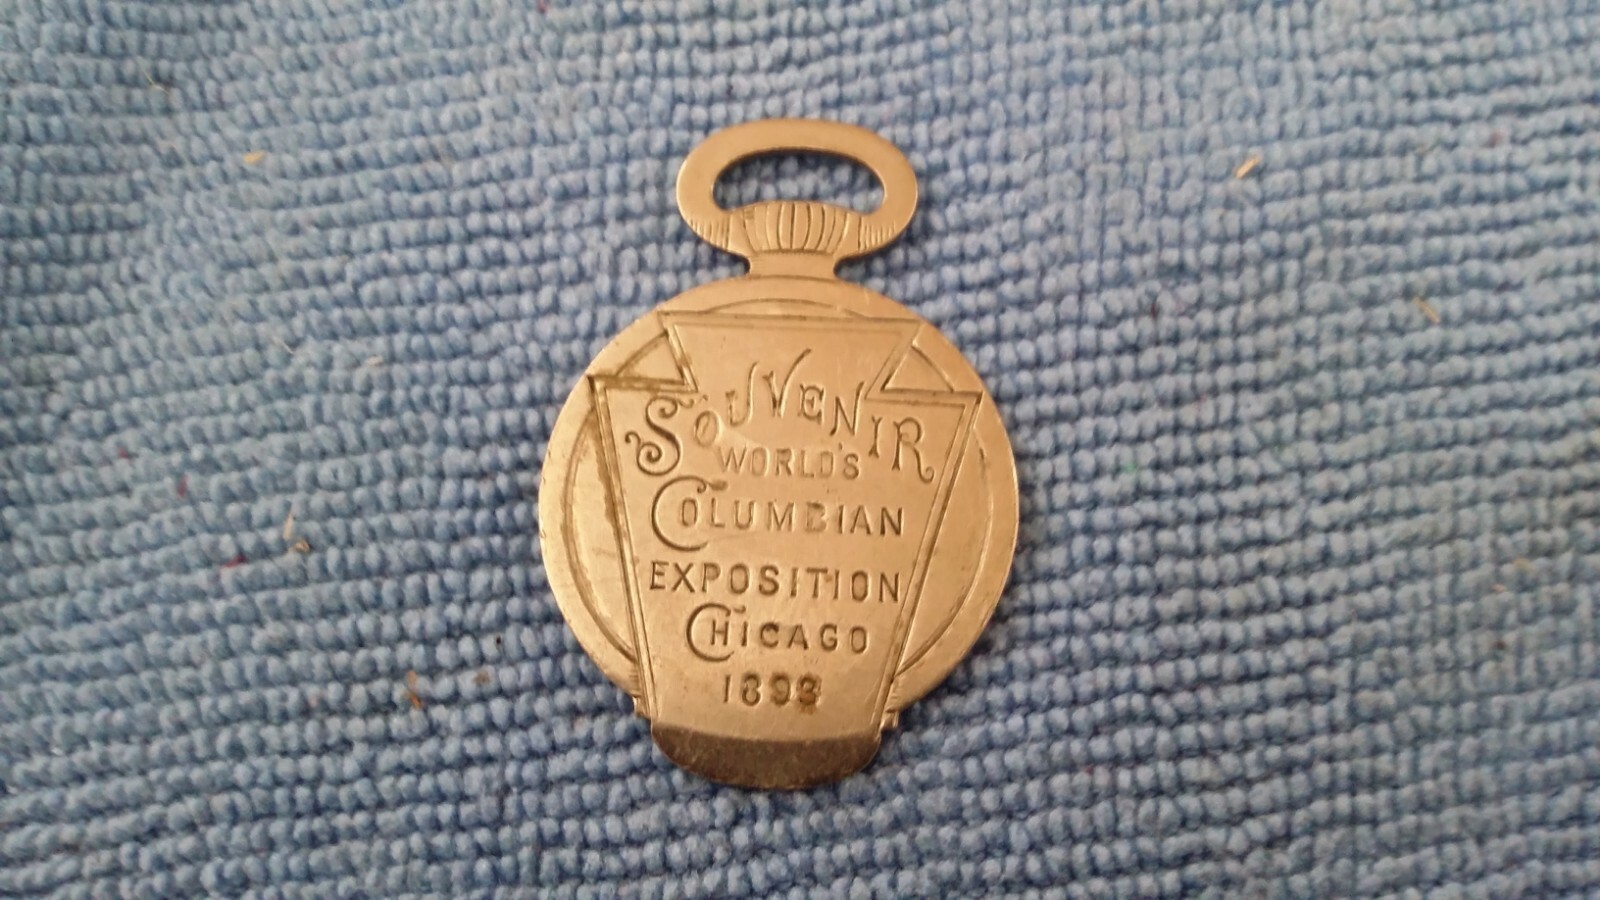 SOUVENIR
WORLD'S
COLUMBIAN
EXPOSITION
CHICAGO
1893